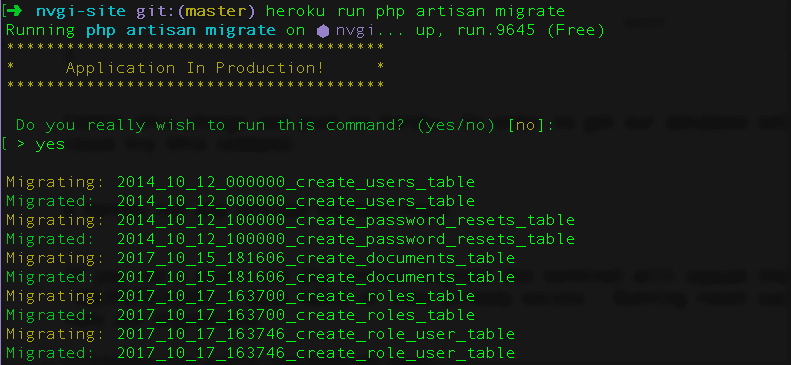 [➜ nvgi-site git:(master) heroku run php artisan migrate
Running php artisan migrate on ⬢ nvgi... up, run.9645 (Free)
**************************************
*     Application In Production!     *
**************************************
Do you really wish to run this command? (yes/no) [no]:
[ > yes
Migrating: 2014_10_12_000000_create_users_table
Migrated:  2014_10_12_000000_create_users_table
Migrating: 2014_10_12_100000_create_password_resets_table
Migrated:  2014_10_12_100000_create_password_resets_table
Migrating: 2017_10_15_181606_create_documents_table
Migrated:  2017_10_15_181606_create_documents_table
Migrating: 2017_10_17_163700_create_roles_table
Migrated:  2017_10_17_163700_create_roles_table
Migrating: 2017_10_17_163746_create_role_user_table
Migrated:  2017_10_17_163746_create_role_user_table